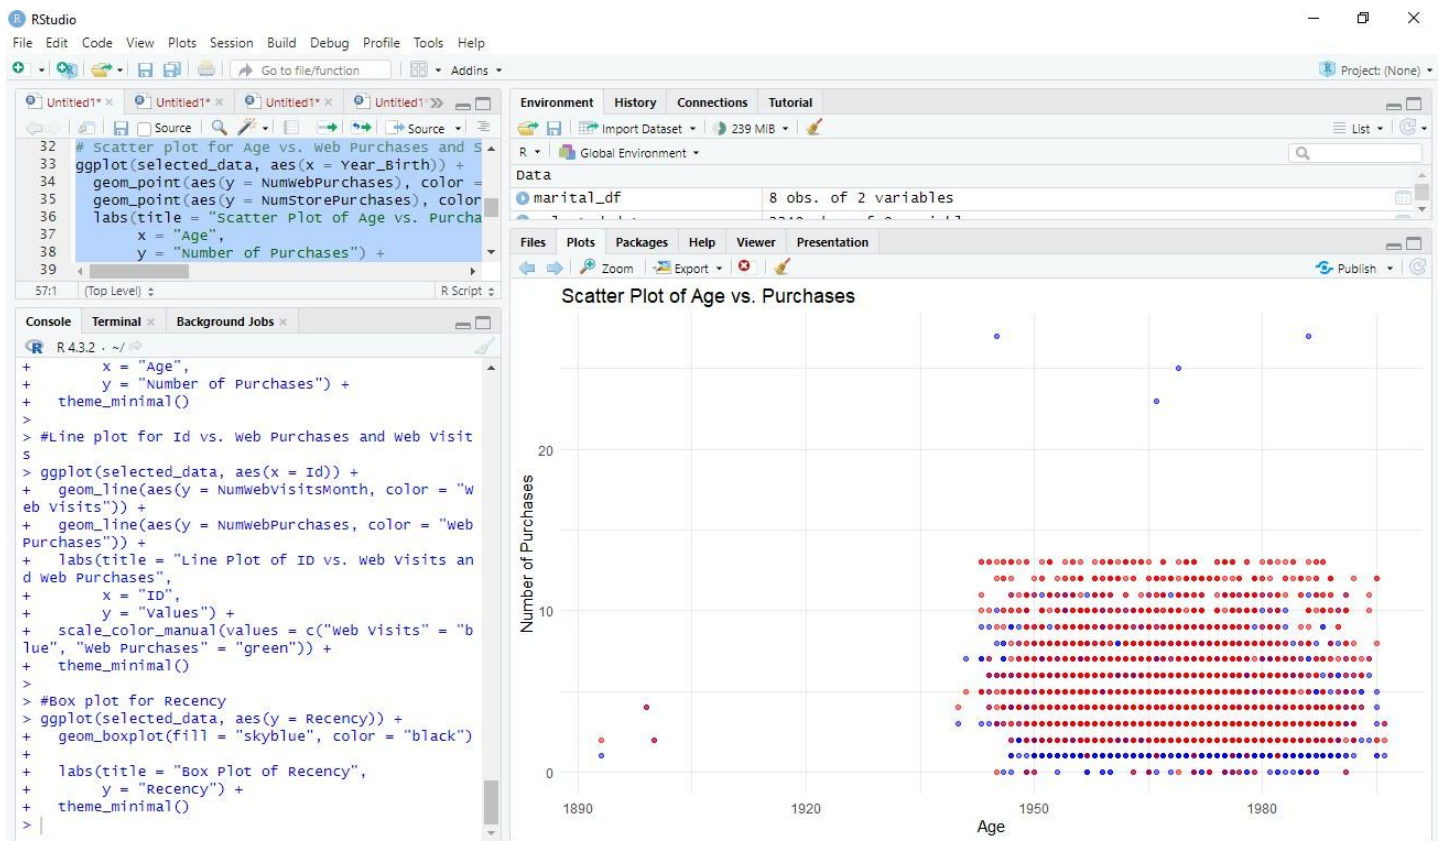 RStudio
File Edit Code View Plots Session Build Debug Profile Tools Help
Go to file/function Addins Project: (None)
Untitled1* Untitled1* Untitled1* Untitled1*
Source Source
32 # Scatter plot for Age vs. Web Purchases and S
33 ggplot(selected_data, aes(x = Year_Birth)) +
34 geom_point(aes(y = NumWebPurchases), color =
35 geom_point(aes(y = NumStorePurchases), color
36 labs(title = "Scatter Plot of Age vs. Purcha
37 x = "Age",
38 y = "Number of Purchases") +
39
57:1 (Top Level) R Script
Console Terminal Background Jobs
R 4.3.2 · ~/
+ x = "Age",
+ y = "Number of Purchases") +
+ theme_minimal()
>
> #Line plot for Id vs. Web Purchases and Web Visit
s
> ggplot(selected_data, aes(x = Id)) +
+ geom_line(aes(y = NumWebVisitsMonth, color = "W
eb Visits")) +
+ geom_line(aes(y = NumWebPurchases, color = "Web
Purchases")) +
+ labs(title = "Line Plot of ID vs. Web Visits an
d Web Purchases",
+ x = "ID",
+ y = "Values") +
+ scale_color_manual(values = c("Web Visits" = "b
lue", "Web Purchases" = "green")) +
+ theme_minimal()
>
> #Box plot for Recency
> ggplot(selected_data, aes(y = Recency)) +
+ geom_boxplot(fill = "skyblue", color = "black")
+
+ labs(title = "Box Plot of Recency",
+ y = "Recency") +
+ theme_minimal()
>
Environment History Connections Tutorial
Import Dataset 239 MiB List
R Global Environment
Data
marital_df 8 obs. of 2 variables
Files Plots Packages Help Viewer Presentation
Zoom Export Publish
Scatter Plot of Age vs. Purchases
Number of Purchases
20
10
0
1890 1920 1950 1980
Age